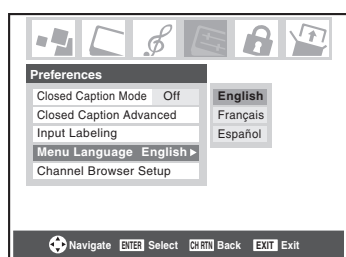 Preferences
Closed Caption Mode Off
Closed Caption Advanced
Input Labeling
Menu Language English
Channel Browser Setup
English
Français
Español
Navigate ENTER Select CH RTN Back EXIT Exit